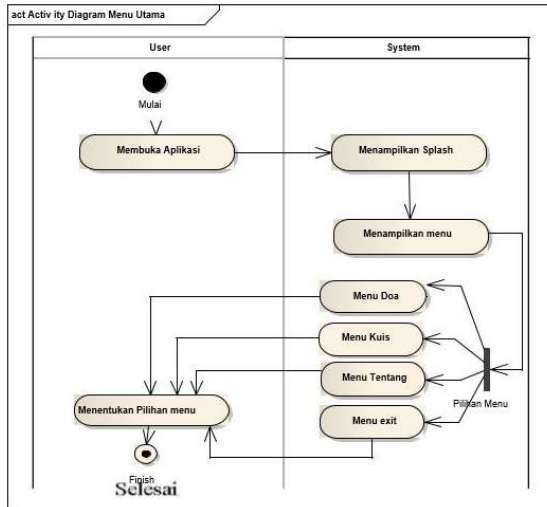 act Activ ity Diagram Menu Utama
User
System
Mulai
Membuka Aplikasi
Menampilkan Splash
Menampilkan menu
Menu Doa
Menu Kuis
Menu Tentang
Pilihan Menu
Menentukan Pilihan menu
Menu exit
Finish
Selesai